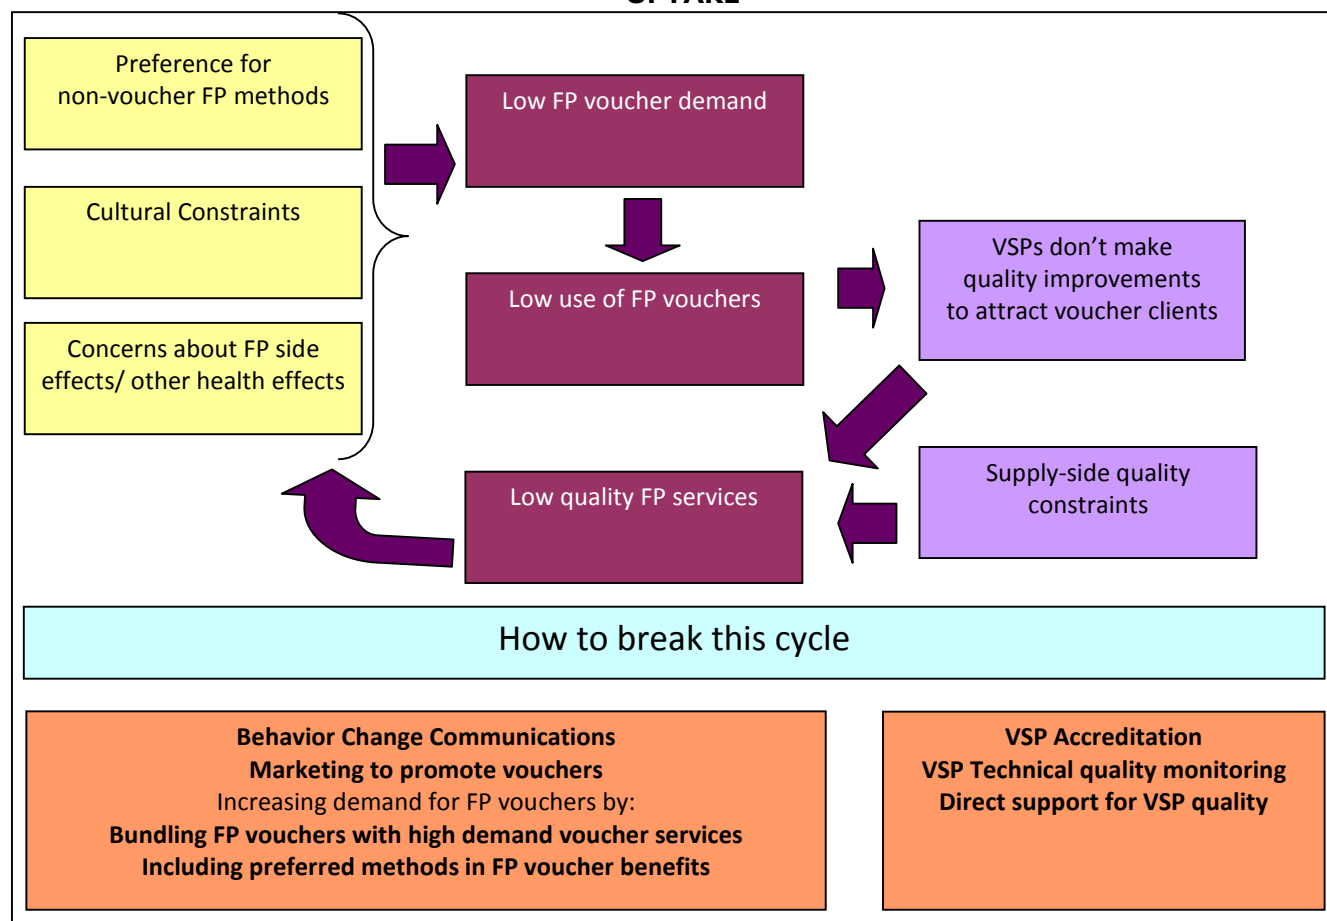 Preference for
non-voucher FP methods
Cultural Constraints
Concerns about FP side
effects/ other health effects
Low FP voucher demand
Low use of FP vouchers
Low quality FP services
VSPs don’t make
quality improvements
to attract voucher clients
Supply-side quality
constraints
How to break this cycle
Behavior Change Communications
Marketing to promote vouchers
Increasing demand for FP vouchers by:
Bundling FP vouchers with high demand voucher services
Including preferred methods in FP voucher benefits
VSP Accreditation
VSP Technical quality monitoring
Direct support for VSP quality